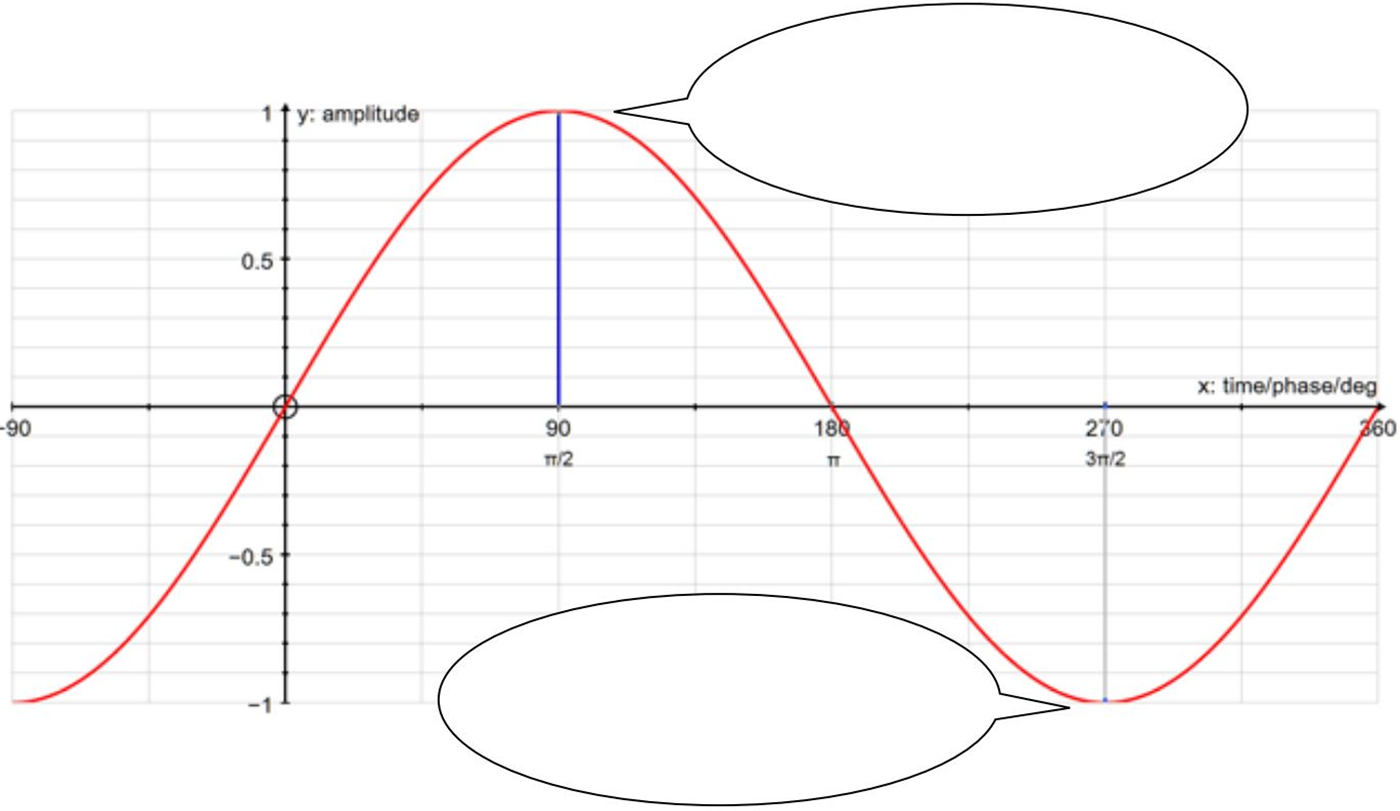 1 y: amplitude
0.5
x: time/phase/deg
-90 90 180 270 360
π/2 π 3π/2
−0.5
−1